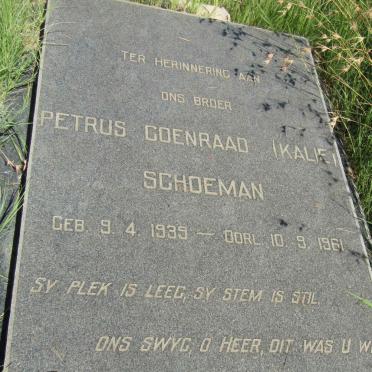 TER HERINNERING AAN
ONS BROER
PETRUS COENRAAD (KALIE)
SCHOEMAN
GEB. 9. 4. 1939 — OORL. 10. 9. 1961
SY PLEK IS LEEG, SY STEM IS STIL.
ONS SWYG, O HEER, DIT WAS U